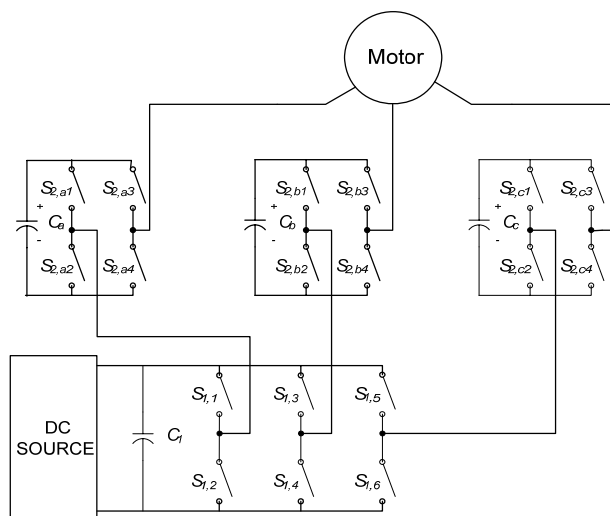 Motor
S2,a1 S2,a3 S2,b1 S2,b3 S2,c1 S2,c3
+ Ca + Cb + Cc
- - -
S2,a2 S2,a4 S2,b2 S2,b4 S2,c2 S2,c4
S1,1 S1,3 S1,5
DC
SOURCE
C1
S1,2 S1,4 S1,6